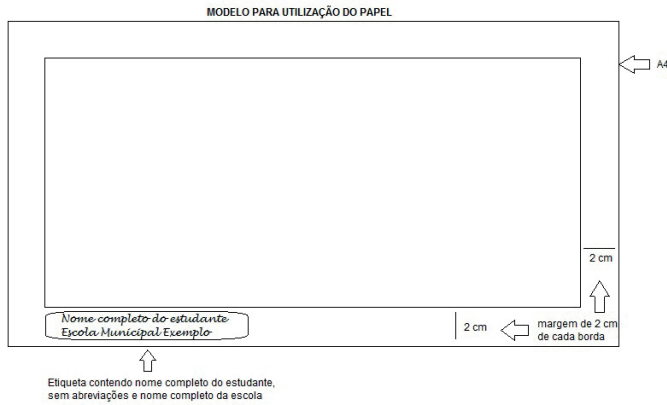 MODELO PARA UTILIZAÇÃO DO PAPEL
A4
2 cm
Nome completo do estudante
Escola Municipal Exemplo
2 cm
margem de 2 cm
de cada borda
Etiqueta contendo nome completo do estudante,
sem abreviações e nome completo da escola